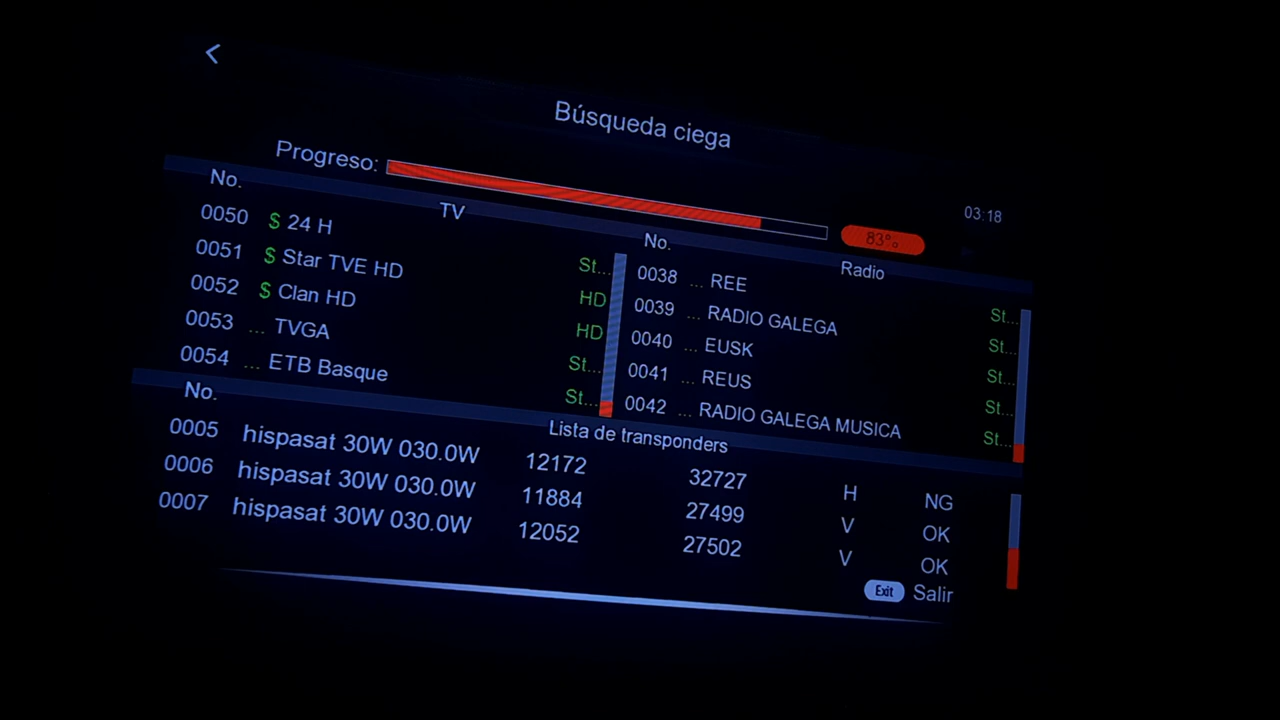 Búsqueda ciega
Progreso:
03:18
83%
No. TV
0050 $ 24 H St...
0051 $ Star TVE HD HD
0052 $ Clan HD HD
0053 ... TVGA St...
0054 ... ETB Basque St...
No. Radio
0038 ... REE St...
0039 ... RADIO GALEGA St...
0040 ... EUSK St...
0041 ... REUS St...
0042 ... RADIO GALEGA MUSICA St...
No. Lista de transponders
0005 hispasat 30W 030.0W 12172 32727 H NG
0006 hispasat 30W 030.0W 11884 27499 V OK
0007 hispasat 30W 030.0W 12052 27502 V OK
Exit Salir